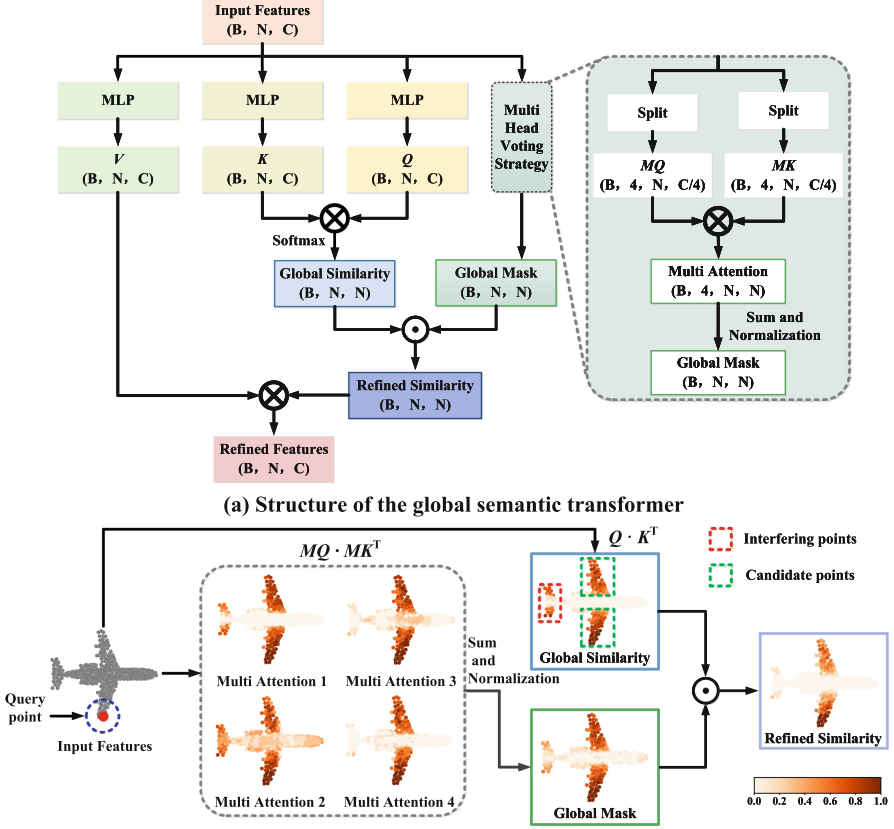 Input Features
(B, N, C)
MLP
MLP
MLP
Multi
Head
Voting
Strategy
V
(B, N, C)
K
(B, N, C)
Q
(B, N, C)
Softmax
Global Similarity
(B, N, N)
Global Mask
(B, N, N)
Refined Similarity
(B, N, N)
Refined Features
(B, N, C)
Split
Split
MQ
(B, 4, N, C/4)
MK
(B, 4, N, C/4)
Multi Attention
(B, 4, N, N)
Sum and
Normalization
Global Mask
(B, N, N)
(a) Structure of the global semantic transformer
MQ · MKᵀ
Q · Kᵀ
Interfering points
Candidate points
Query
point
Input Features
Multi Attention 1
Multi Attention 3
Multi Attention 2
Multi Attention 4
Sum
and
Normalization
Global Similarity
Global Mask
Refined Similarity
0.0 0.2 0.4 0.6 0.8 1.0